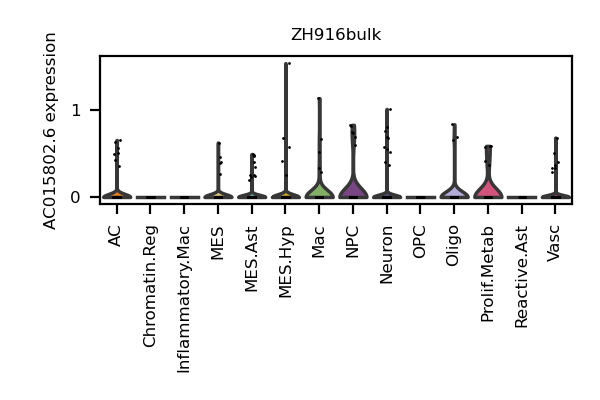 ZH916bulk
AC015802.6 expression
1
0
AC
Chromatin.Reg
Inflammatory.Mac
MES
MES.Ast
MES.Hyp
Mac
NPC
Neuron
OPC
Oligo
Prolif.Metab
Reactive.Ast
Vasc